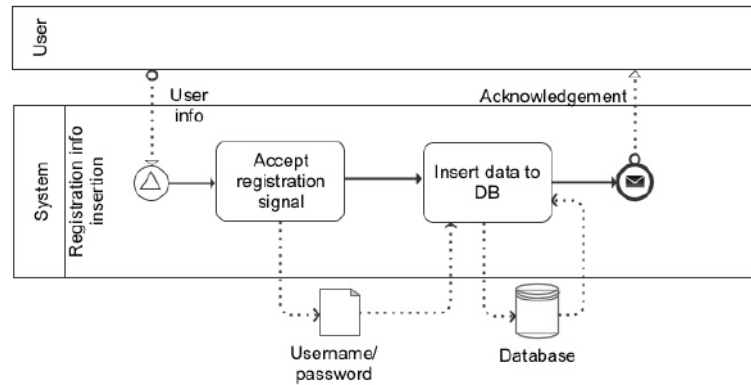 User
User
info
Acknowledgement
System
Registration info
insertion
Accept
registration
signal
Insert data to
DB
Username/
password
Database